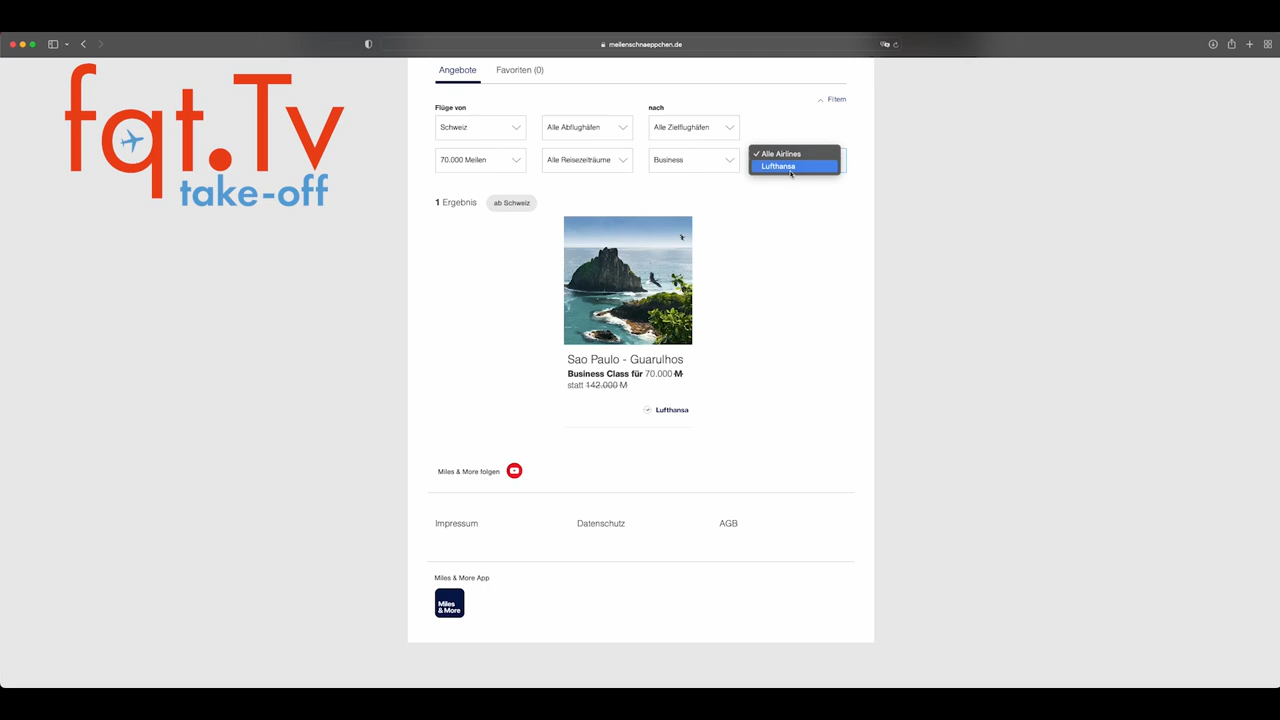 meilenschnaeppchen.de
fqt.Tv
take-off
Angebote
Favoriten (0)
Filtern
Flüge von
nach
Schweiz
Alle Abflughäfen
Alle Zielflughäfen
70.000 Meilen
Alle Reisezeiträume
Business
Alle Airlines
Lufthansa
1 Ergebnis
ab Schweiz
Sao Paulo - Guarulhos
Business Class für 70.000 M
statt 142.000 M
Lufthansa
Miles & More folgen
Impressum
Datenschutz
AGB
Miles & More App
Miles
& More